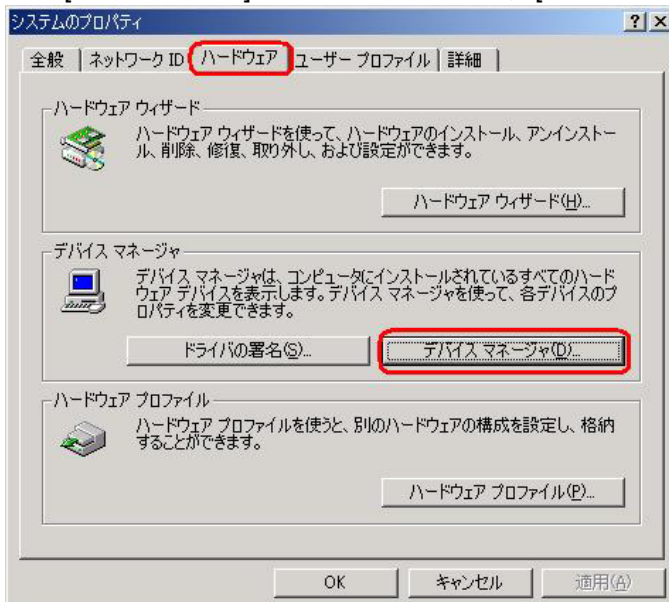 システムのプロパティ
? ×
全般 ネットワーク ID ハードウェア ユーザー プロファイル 詳細
ハードウェア ウィザード
ハードウェア ウィザードを使って、ハードウェアのインストール、アンインストー
ル、削除、修復、取り外し、および設定ができます。
ハードウェア ウィザード(H)...
デバイス マネージャ
デバイス マネージャは、コンピュータにインストールされているすべてのハード
ウェア デバイスを表示します。デバイス マネージャを使って、各デバイスのプ
ロパティを変更できます。
ドライバの署名(S)...
デバイス マネージャ(D)...
ハードウェア プロファイル
ハードウェア プロファイルを使うと、別のハードウェアの構成を設定し、格納
することができます。
ハードウェア プロファイル(P)...
OK
キャンセル
適用(A)